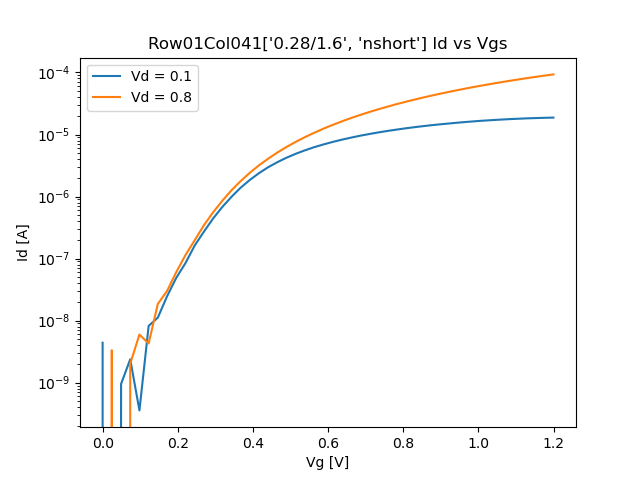 Row01Col041['0.28/1.6', 'nshort'] Id vs Vgs
Vd = 0.1
Vd = 0.8
Id [A]
10⁻⁴
10⁻⁵
10⁻⁶
10⁻⁷
10⁻⁸
10⁻⁹
0.0 0.2 0.4 0.6 0.8 1.0 1.2
Vg [V]